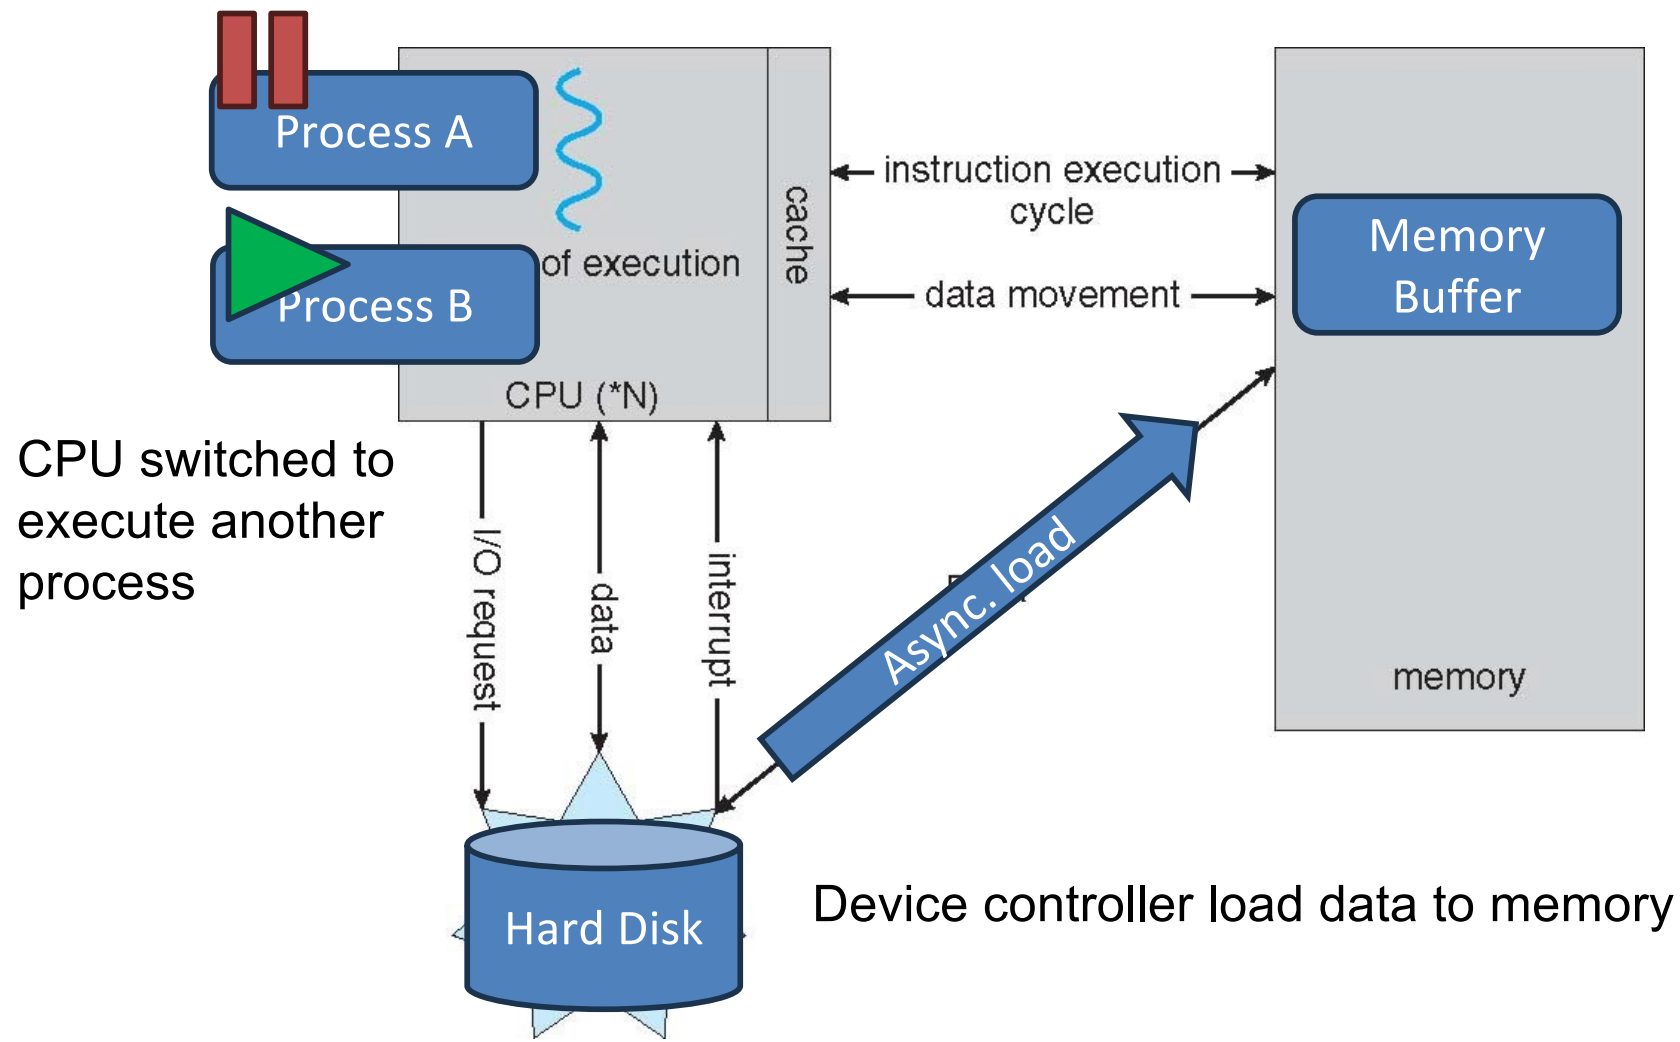 Process A
Process B
of execution
CPU (*N)
cache
instruction execution
cycle
data movement
Memory
Buffer
memory
CPU switched to
execute another
process
I/O request
data
interrupt
Async. load
Hard Disk
Device controller load data to memory